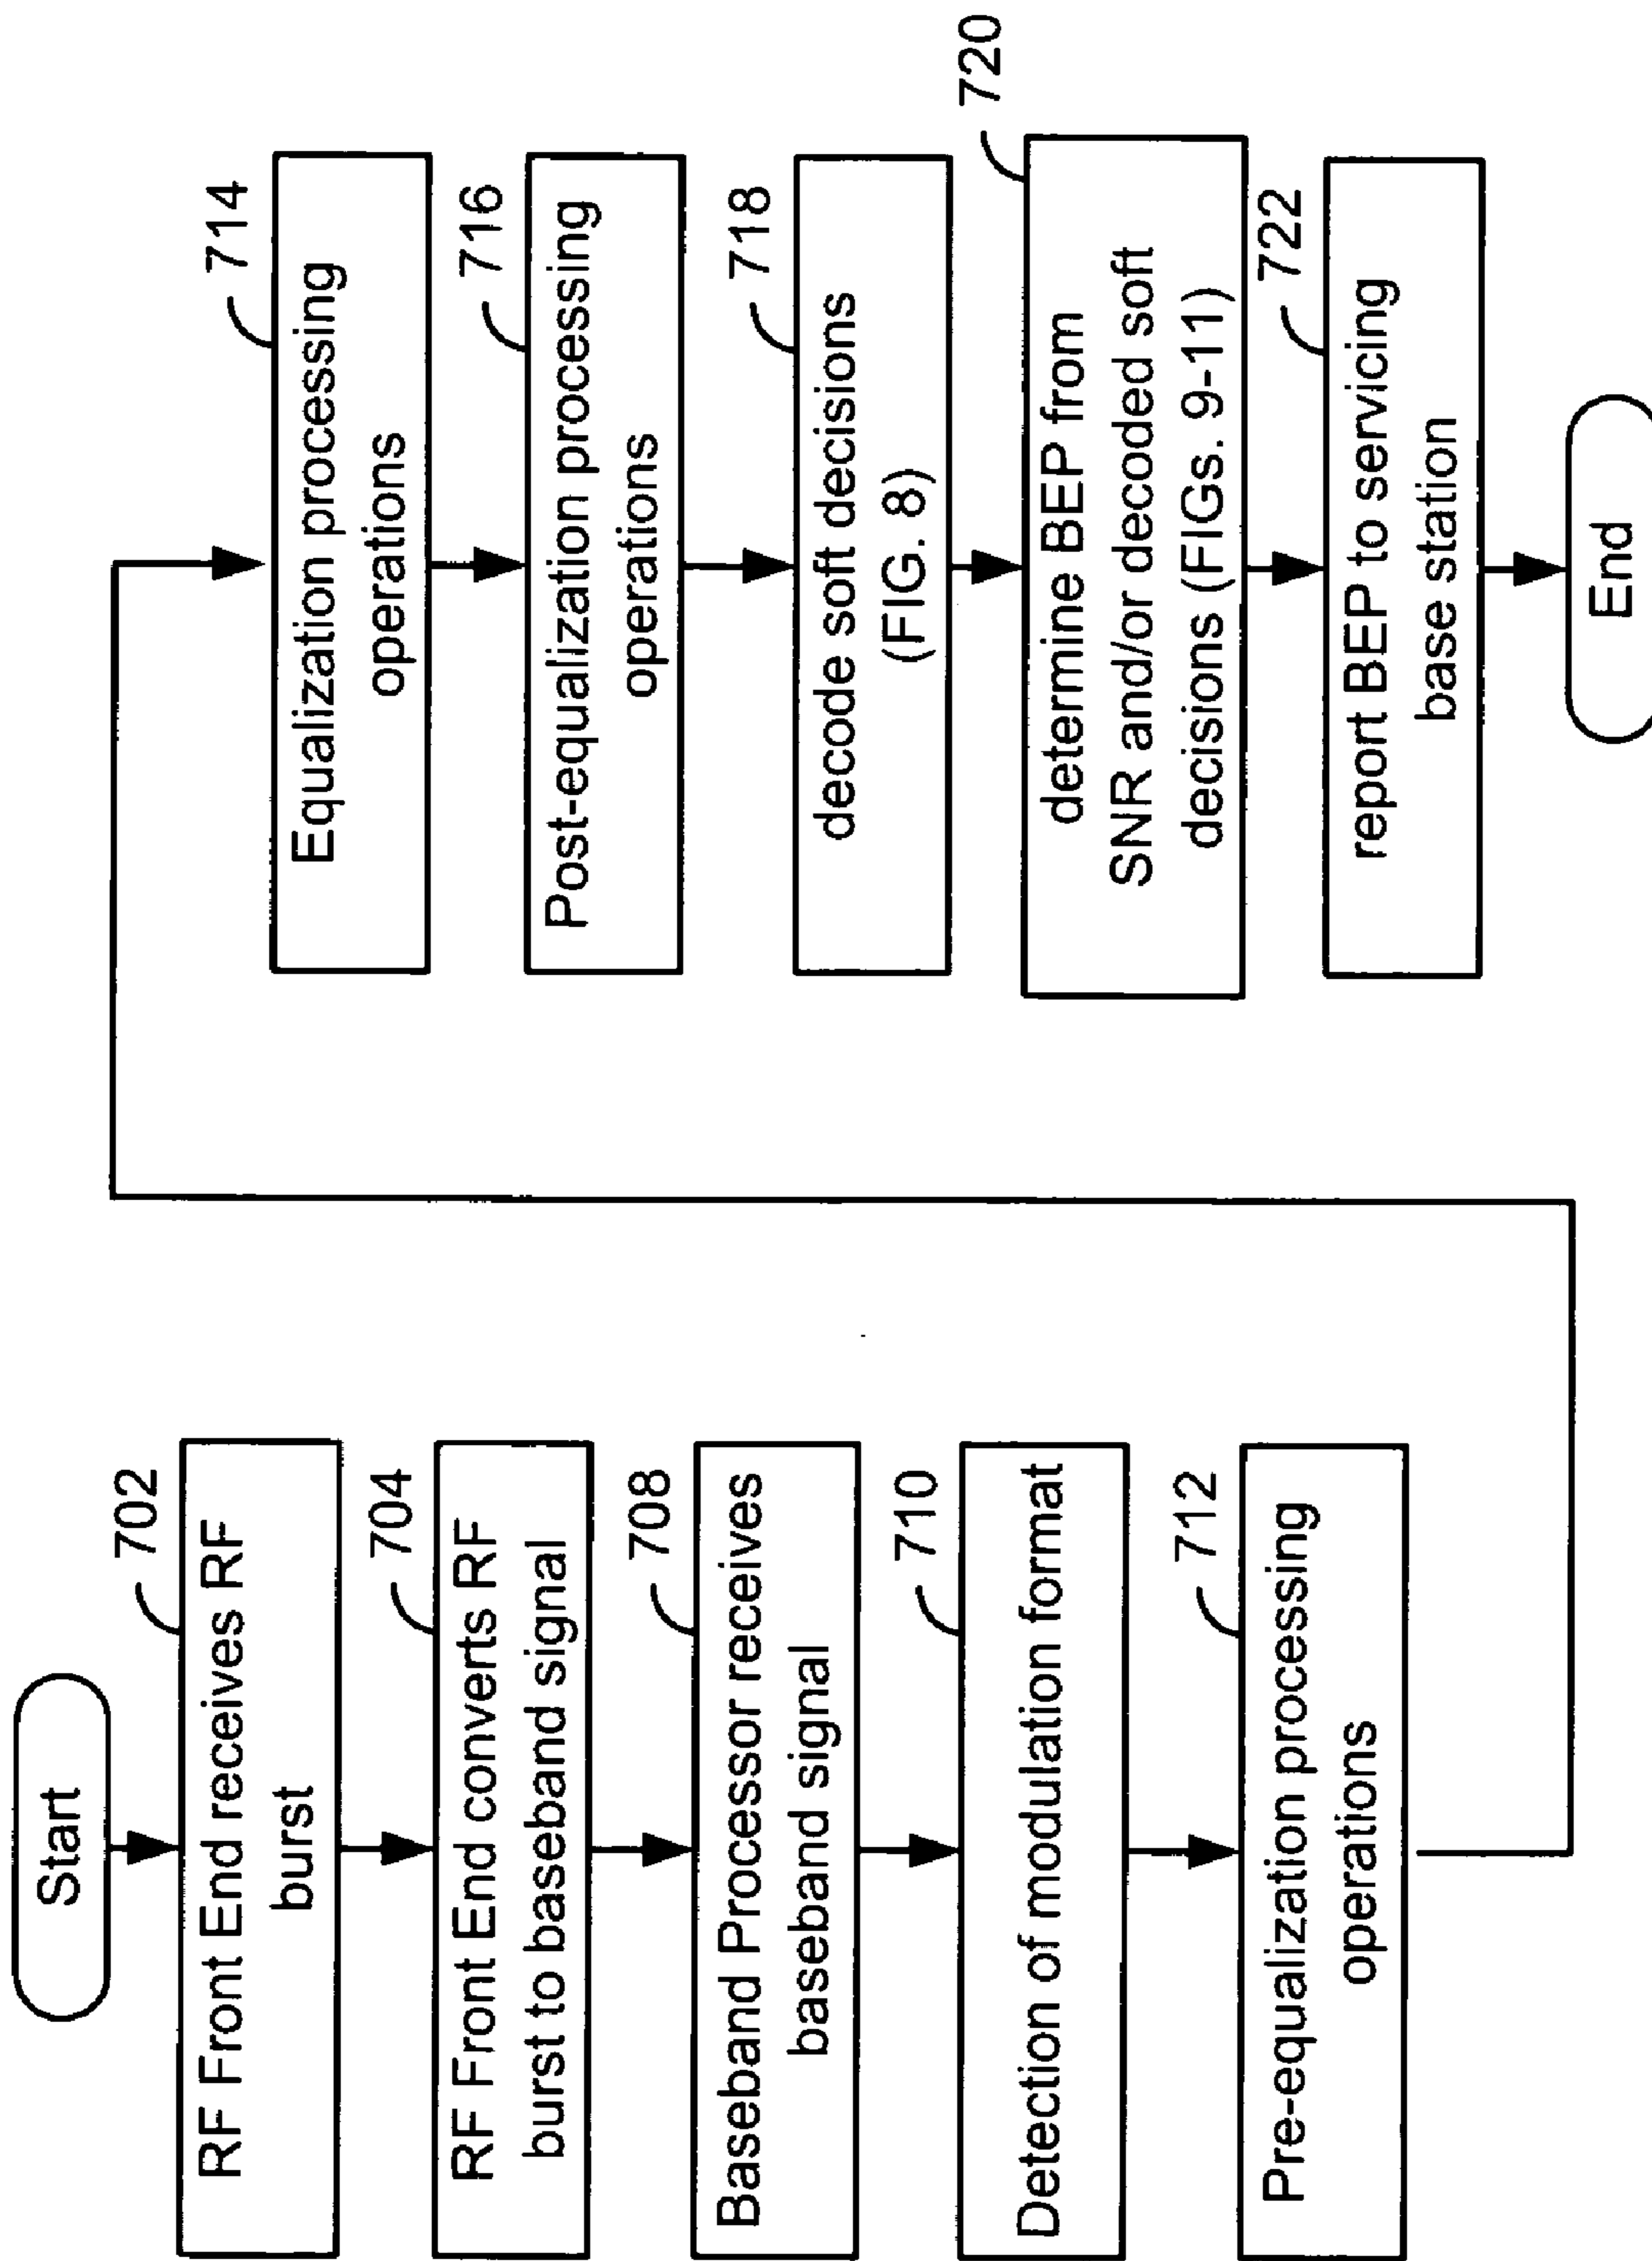 Start
702
RF Front End receives RF
burst
704
RF Front End converts RF
burst to baseband signal
708
Baseband Processor receives
baseband signal
710
Detection of modulation format
712
Pre-equalization processing
operations
714
Equalization processing
operations
716
Post-equalization processing
operations
718
decode soft decisions
(FIG. 8)
720
determine BEP from
SNR and/or decoded soft
decisions (FIGs. 9-11)
722
report BEP to servicing
base station
End